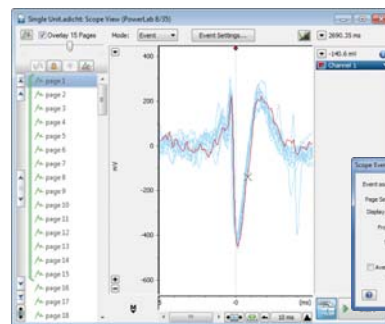 Single Unit.adicht: Scope View (PowerLab 8/35)
Overlay 15 Pages
Mode: Event
Event Settings...
2690.35 ms
-140.6 mV
Channel 1
page 1
page 2
page 3
page 4
page 5
page 6
page 7
page 8
page 9
page 10
page 11
page 12
page 13
page 14
page 15
page 16
page 17
page 18
400
200
0
-200
-400
-600
mV
0
(ms)
M
10 ms
Scope Eve
Event as
Page Se
Display
Fro
Ave